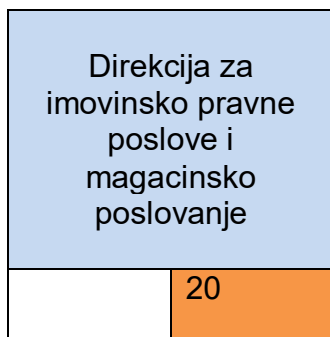 Direkcija za
imovinsko pravne
poslove i
magacinsko
poslovanje
20